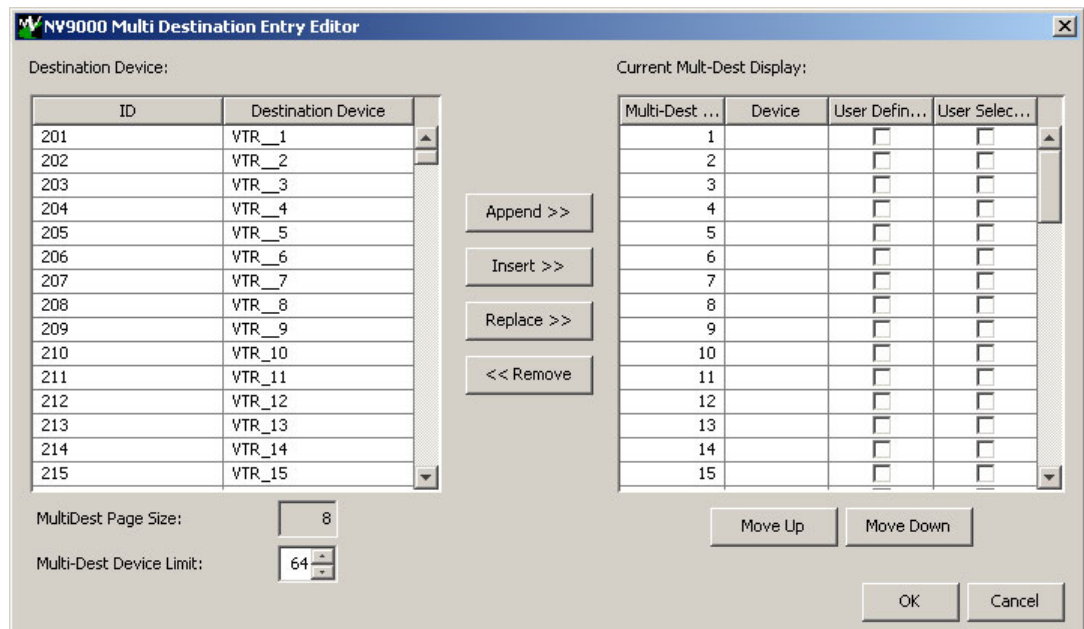 NV9000 Multi Destination Entry Editor
Destination Device:
Current Mult-Dest Display:
ID Destination Device
Multi-Dest ... Device User Defin... User Selec...
201 VTR__1 1
202 VTR__2 2
203 VTR__3 3
204 VTR__4 4
205 VTR__5 5
206 VTR__6 6
207 VTR__7 7
208 VTR__8 8
209 VTR__9 9
210 VTR_10 10
211 VTR_11 11
212 VTR_12 12
213 VTR_13 13
214 VTR_14 14
215 VTR_15 15
Append >>
Insert >>
Replace >>
<< Remove
MultiDest Page Size: 8
Multi-Dest Device Limit: 64
Move Up Move Down
OK Cancel